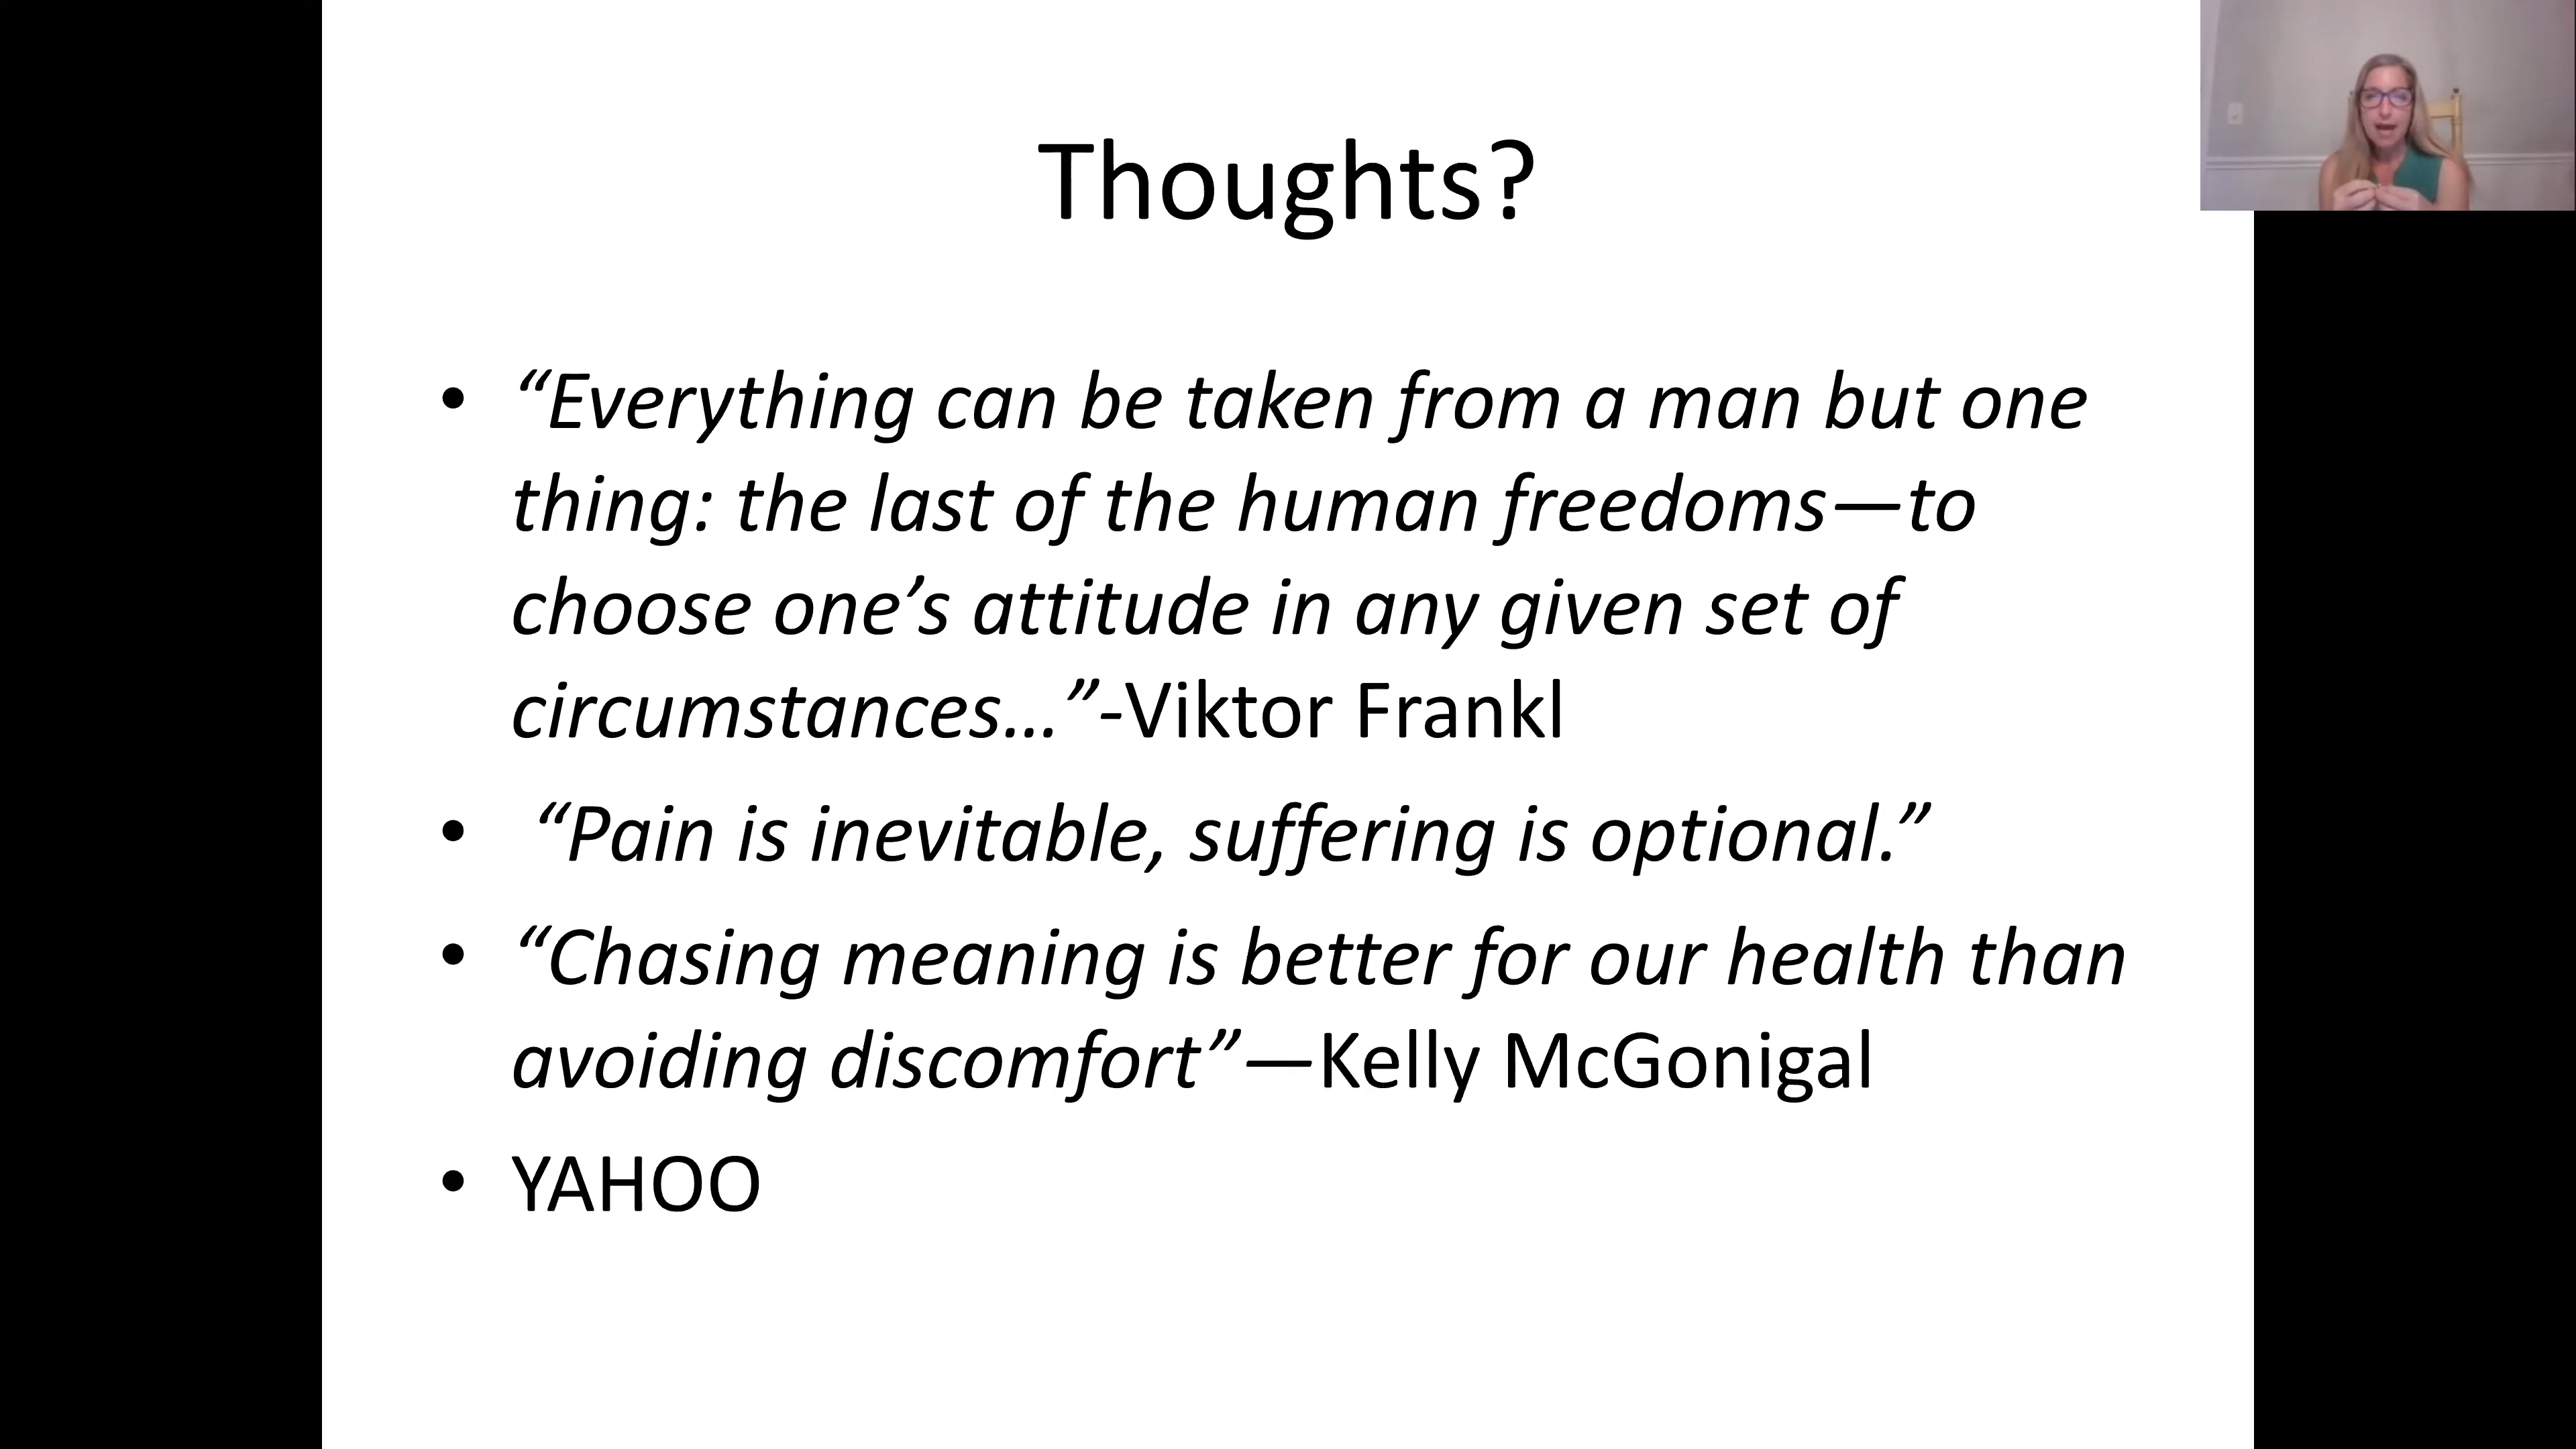 Thoughts?
• “Everything can be taken from a man but one
thing: the last of the human freedoms—to
choose one’s attitude in any given set of
circumstances…”-Viktor Frankl
• “Pain is inevitable, suffering is optional.”
• “Chasing meaning is better for our health than
avoiding discomfort”—Kelly McGonigal
• YAHOO